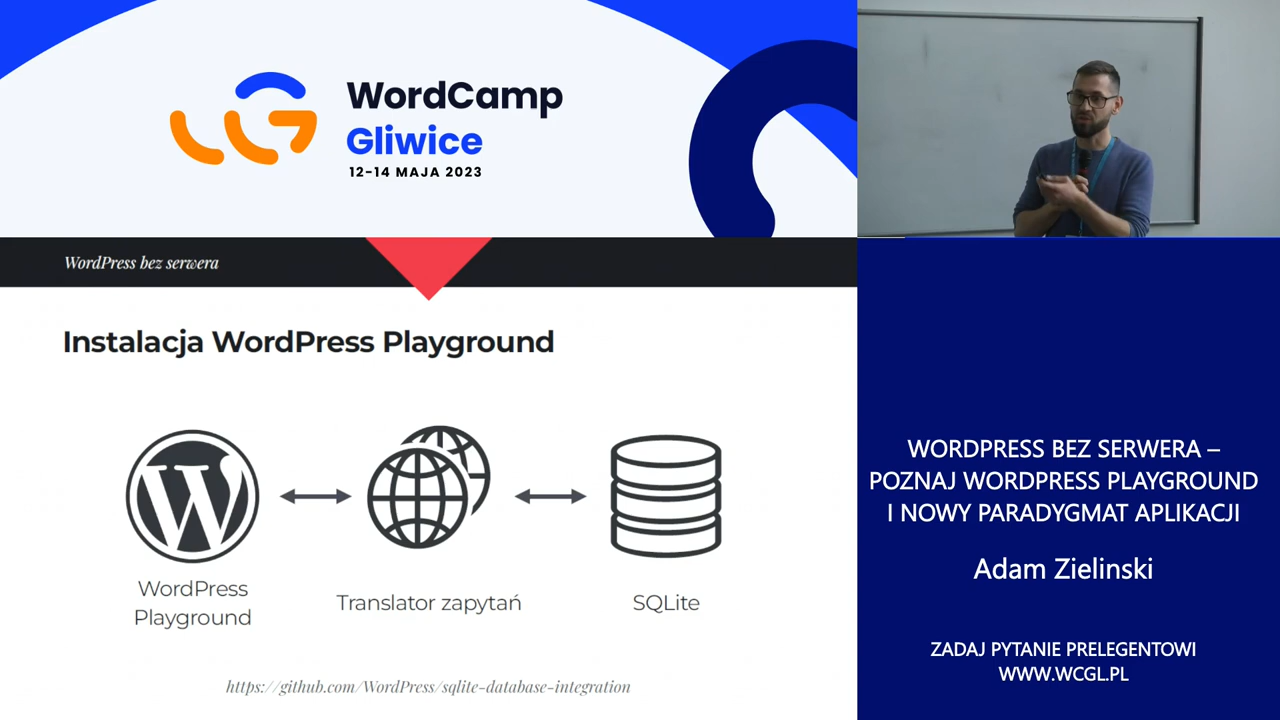 WordCamp
Gliwice
12-14 MAJA 2023
WordPress bez serwera
Instalacja WordPress Playground
WordPress
Playground
Translator zapytań
SQLite
https://github.com/WordPress/sqlite-database-integration
WORDPRESS BEZ SERWERA –
POZNAJ WORDPRESS PLAYGROUND
I NOWY PARADYGMAT APLIKACJI
Adam Zielinski
ZADAJ PYTANIE PRELEGENTOWI
WWW.WCGL.PL